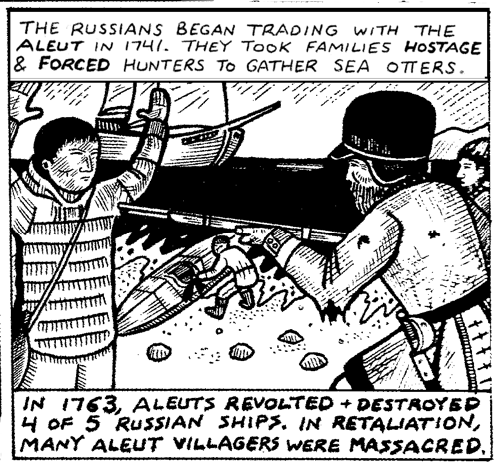 THE RUSSIANS BEGAN TRADING WITH THE
ALEUT IN 1741. THEY TOOK FAMILIES HOSTAGE
& FORCED HUNTERS TO GATHER SEA OTTERS.
IN 1763, ALEUTS REVOLTED + DESTROYED
4 OF 5 RUSSIAN SHIPS. IN RETALIATION,
MANY ALEUT VILLAGERS WERE MASSACRED.